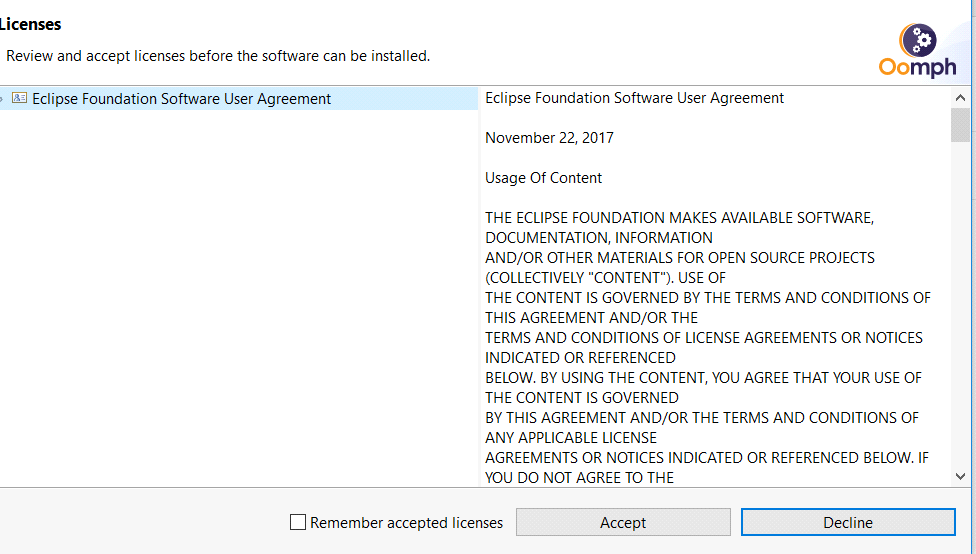 Licenses
Review and accept licenses before the software can be installed.
Oomph
Eclipse Foundation Software User Agreement
Eclipse Foundation Software User Agreement
November 22, 2017
Usage Of Content
THE ECLIPSE FOUNDATION MAKES AVAILABLE SOFTWARE,
DOCUMENTATION, INFORMATION
AND/OR OTHER MATERIALS FOR OPEN SOURCE PROJECTS
(COLLECTIVELY "CONTENT"). USE OF
THE CONTENT IS GOVERNED BY THE TERMS AND CONDITIONS OF
THIS AGREEMENT AND/OR THE
TERMS AND CONDITIONS OF LICENSE AGREEMENTS OR NOTICES
INDICATED OR REFERENCED
BELOW. BY USING THE CONTENT, YOU AGREE THAT YOUR USE OF
THE CONTENT IS GOVERNED
BY THIS AGREEMENT AND/OR THE TERMS AND CONDITIONS OF
ANY APPLICABLE LICENSE
AGREEMENTS OR NOTICES INDICATED OR REFERENCED BELOW. IF
YOU DO NOT AGREE TO THE
Remember accepted licenses
Accept
Decline